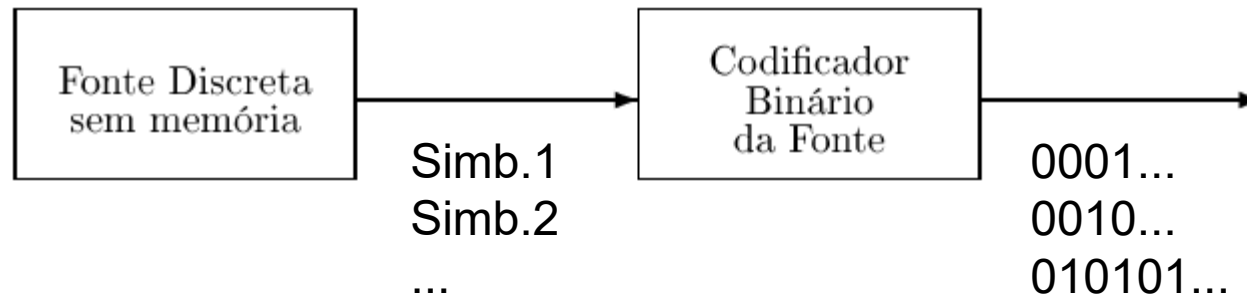 Fonte Discreta
sem memória
Codificador
Binário
da Fonte
Simb.1
Simb.2
...
0001...
0010...
010101...